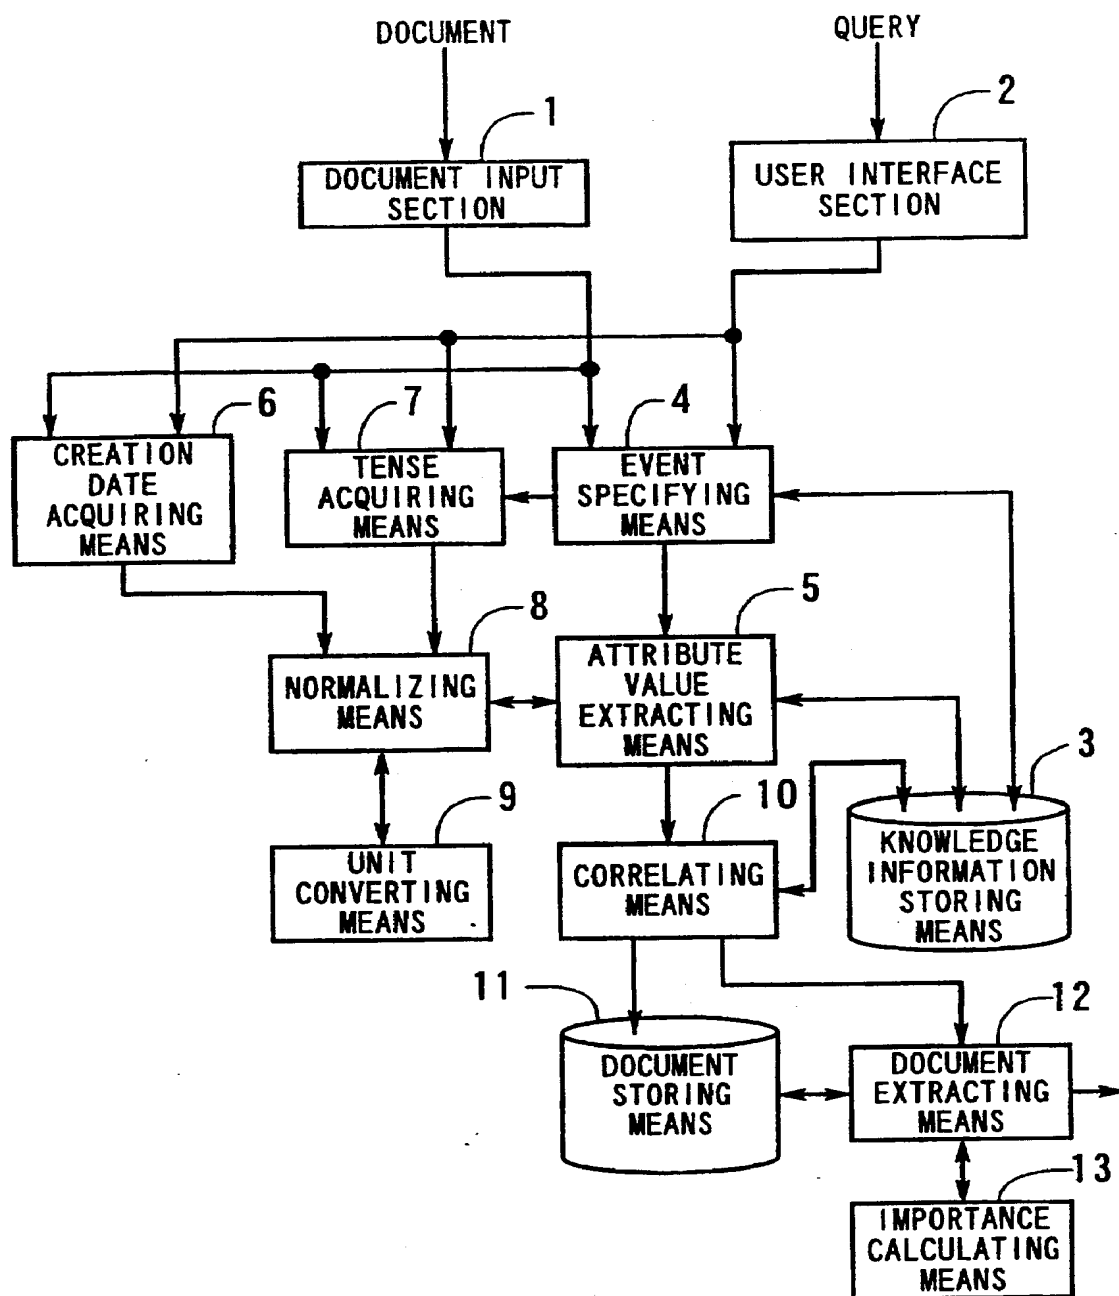 DOCUMENT
QUERY
1
2
DOCUMENT INPUT
SECTION
USER INTERFACE
SECTION
6
7
4
CREATION
DATE
ACQUIRING
MEANS
TENSE
ACQUIRING
MEANS
EVENT
SPECIFYING
MEANS
8
5
NORMALIZING
MEANS
ATTRIBUTE
VALUE
EXTRACTING
MEANS
3
9
10
UNIT
CONVERTING
MEANS
CORRELATING
MEANS
KNOWLEDGE
INFORMATION
STORING
MEANS
11
12
DOCUMENT
STORING
MEANS
DOCUMENT
EXTRACTING
MEANS
13
IMPORTANCE
CALCULATING
MEANS